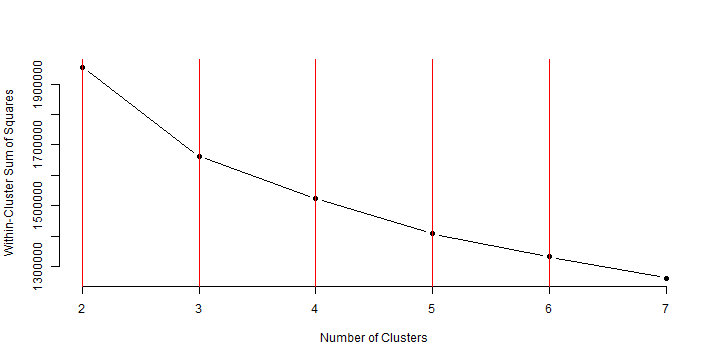 Within-Cluster Sum of Squares
1900000
1700000
1500000
1300000
2 3 4 5 6 7
Number of Clusters